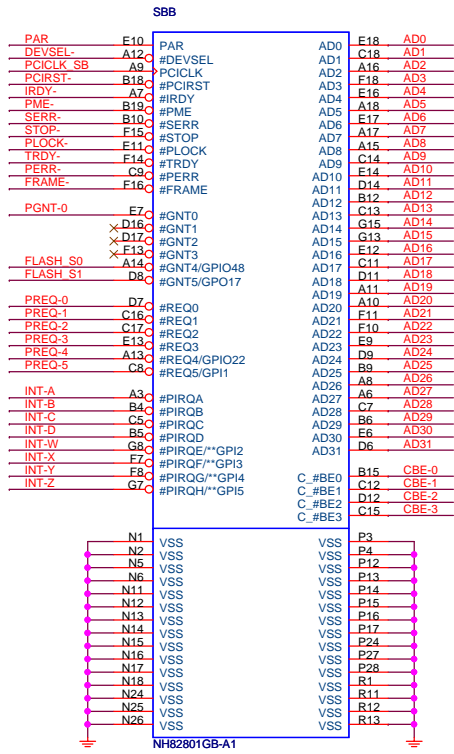 SBB
PAR E10 PAR AD0 E18 AD0
DEVSEL- A12 #DEVSEL AD1 C18 AD1
PCICLK_SB A9 PCICLK AD2 A16 AD2
PCIRST- B18 #PCIRST AD3 F18 AD3
IRDY- A7 #IRDY AD4 E16 AD4
PME- B19 #PME AD5 A18 AD5
SERR- B10 #SERR AD6 E17 AD6
STOP- F15 #STOP AD7 A17 AD7
PLOCK- E11 #PLOCK AD8 A15 AD8
TRDY- F14 #TRDY AD9 C14 AD9
PERR- C9 #PERR AD10 E14 AD10
FRAME- F16 #FRAME AD11 D14 AD11
AD12 B12 AD12
PGNT-0 E7 #GNT0 AD13 C13 AD13
D16 #GNT1 AD14 G15 AD14
D17 #GNT2 AD15 G13 AD15
F13 #GNT3 AD16 E12 AD16
FLASH_S0 A14 #GNT4/GPIO48 AD17 C11 AD17
FLASH_S1 D8 #GNT5/GPO17 AD18 D11 AD18
AD19 A11 AD19
PREQ-0 D7 #REQ0 AD20 A10 AD20
PREQ-1 C16 #REQ1 AD21 F11 AD21
PREQ-2 C17 #REQ2 AD22 F10 AD22
PREQ-3 E13 #REQ3 AD23 E9 AD23
PREQ-4 A13 #REQ4/GPIO22 AD24 D9 AD24
PREQ-5 C8 #REQ5/GPI1 AD25 B9 AD25
AD26 A8 AD26
INT-A A3 #PIRQA AD27 A6 AD27
INT-B B4 #PIRQB AD28 C7 AD28
INT-C C5 #PIRQC AD29 B6 AD29
INT-D B5 #PIRQD AD30 E6 AD30
INT-W G8 #PIRQE/**GPI2 AD31 D6 AD31
INT-X F7 #PIRQF/**GPI3
INT-Y F8 #PIRQG/**GPI4 C_#BE0 B15 CBE-0
INT-Z G7 #PIRQH/**GPI5 C_#BE1 C12 CBE-1
C_#BE2 D12 CBE-2
C_#BE3 C15 CBE-3
N1 VSS VSS P3
N2 VSS VSS P4
N5 VSS VSS P12
N6 VSS VSS P13
N11 VSS VSS P14
N12 VSS VSS P15
N13 VSS VSS P16
N14 VSS VSS P17
N15 VSS VSS P24
N16 VSS VSS P27
N17 VSS VSS P28
N18 VSS VSS R1
N24 VSS VSS R11
N25 VSS VSS R12
N26 VSS VSS R13
NH82801GB-A1